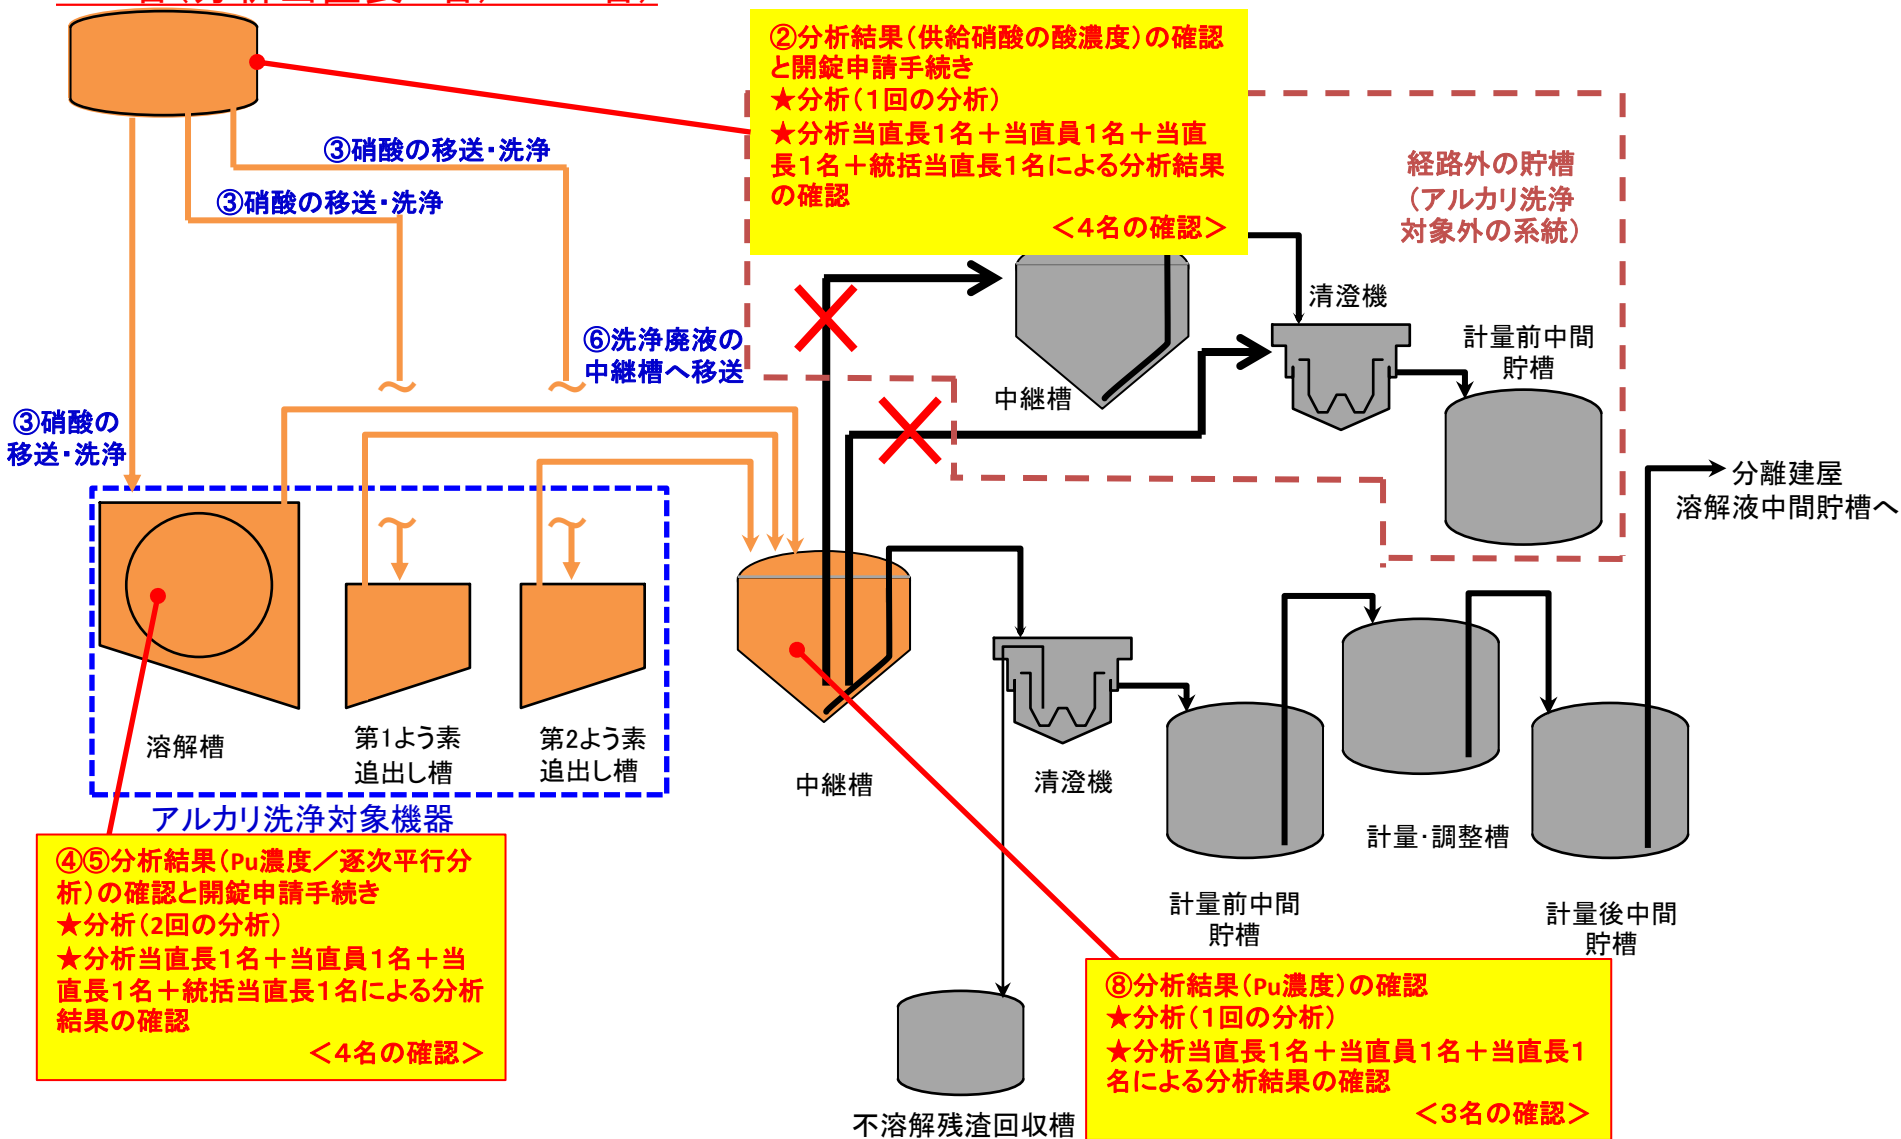 ②分析結果(供給硝酸の酸濃度)の確認
と開錠申請手続き
★分析(1回の分析)
★分析当直長1名＋当直員1名＋当直
長1名＋統括当直長1名による分析結果
の確認
＜4名の確認＞
③硝酸の移送・洗浄
③硝酸の移送・洗浄
経路外の貯槽
(アルカリ洗浄
対象外の系統)
清澄機
⑥洗浄廃液の
中継槽へ移送
計量前中間
貯槽
中継槽
③硝酸の
移送・洗浄
分離建屋
溶解液中間貯槽へ
溶解槽
第1よう素
追出し槽
第2よう素
追出し槽
中継槽
清澄機
アルカリ洗浄対象機器
計量・調整槽
④⑤分析結果(Pu濃度／逐次平行分
析)の確認と開錠申請手続き
★分析(2回の分析)
★分析当直長1名＋当直員1名＋当
直長1名＋統括当直長1名による分析
結果の確認
＜4名の確認＞
計量前中間
貯槽
計量後中間
貯槽
⑧分析結果(Pu濃度)の確認
★分析(1回の分析)
★分析当直長1名＋当直員1名＋当直長1
名による分析結果の確認
＜3名の確認＞
不溶解残渣回収槽